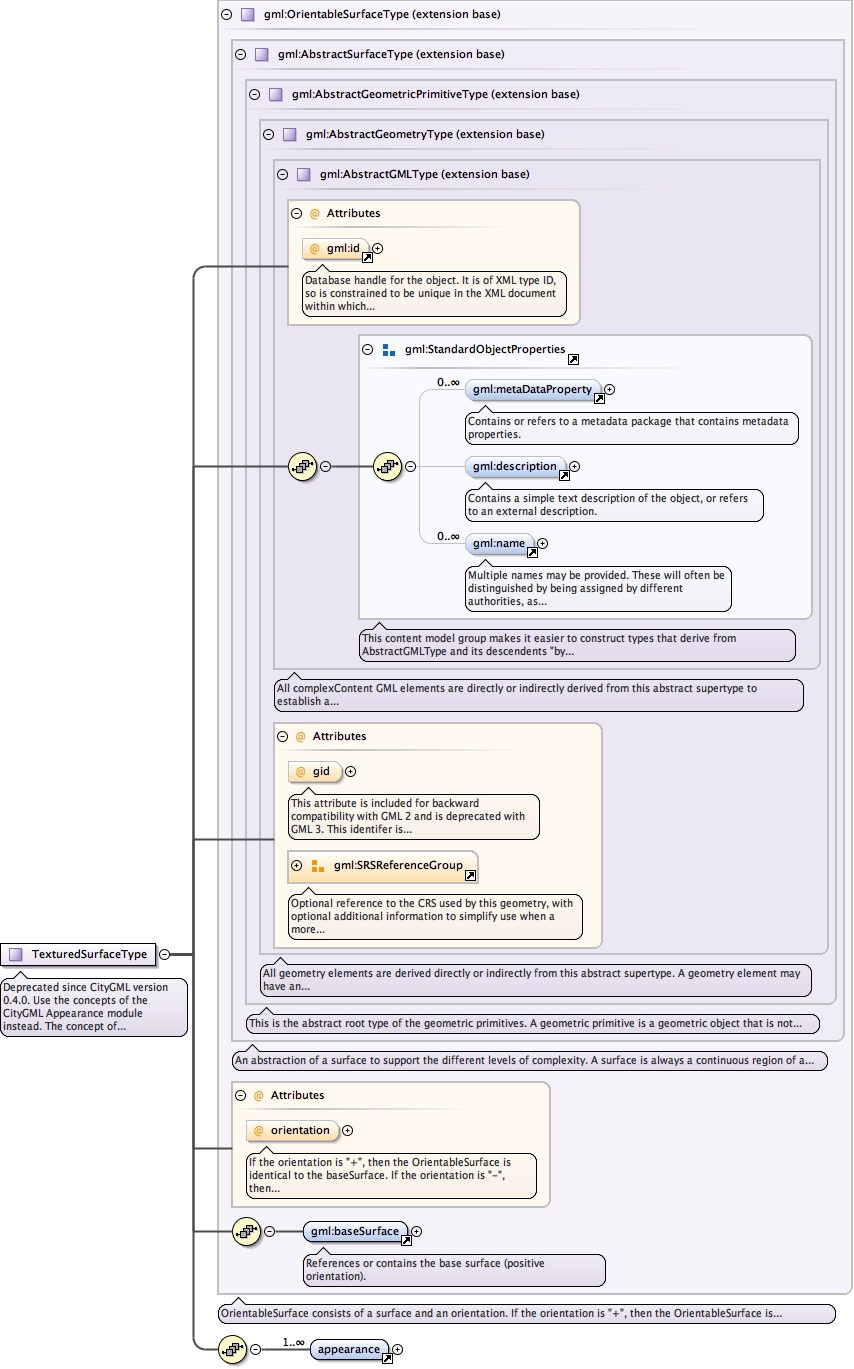 gml:OrientableSurfaceType (extension base)
gml:AbstractSurfaceType (extension base)
gml:AbstractGeometricPrimitiveType (extension base)
gml:AbstractGeometryType (extension base)
gml:AbstractGMLType (extension base)
@ Attributes
@ gml:id
Database handle for the object. It is of XML type ID,
so is constrained to be unique in the XML document
within which...
gml:StandardObjectProperties
0..∞
gml:metaDataProperty
Contains or refers to a metadata package that contains metadata
properties.
gml:description
Contains a simple text description of the object, or refers
to an external description.
0..∞
gml:name
Multiple names may be provided. These will often be
distinguished by being assigned by different
authorities, as...
This content model group makes it easier to construct types that derive from
AbstractGMLType and its descendents "by...
All complexContent GML elements are directly or indirectly derived from this abstract supertype to
establish a...
@ Attributes
@ gid
This attribute is included for backward
compatibility with GML 2 and is deprecated with
GML 3. This identifer is...
gml:SRSReferenceGroup
Optional reference to the CRS used by this geometry, with
optional additional information to simplify use when a
more...
TexturedSurfaceType
Deprecated since CityGML version
0.4.0. Use the concepts of the
CityGML Appearance module
instead. The concept of...
All geometry elements are derived directly or indirectly from this abstract supertype. A geometry element may
have an...
This is the abstract root type of the geometric primitives. A geometric primitive is a geometric object that is not...
An abstraction of a surface to support the different levels of complexity. A surface is always a continuous region of a...
@ Attributes
@ orientation
If the orientation is "+", then the OrientableSurface is
identical to the baseSurface. If the orientation is "-",
then...
gml:baseSurface
References or contains the base surface (positive
orientation).
OrientableSurface consists of a surface and an orientation. If the orientation is "+", then the OrientableSurface is...
1..∞
appearance